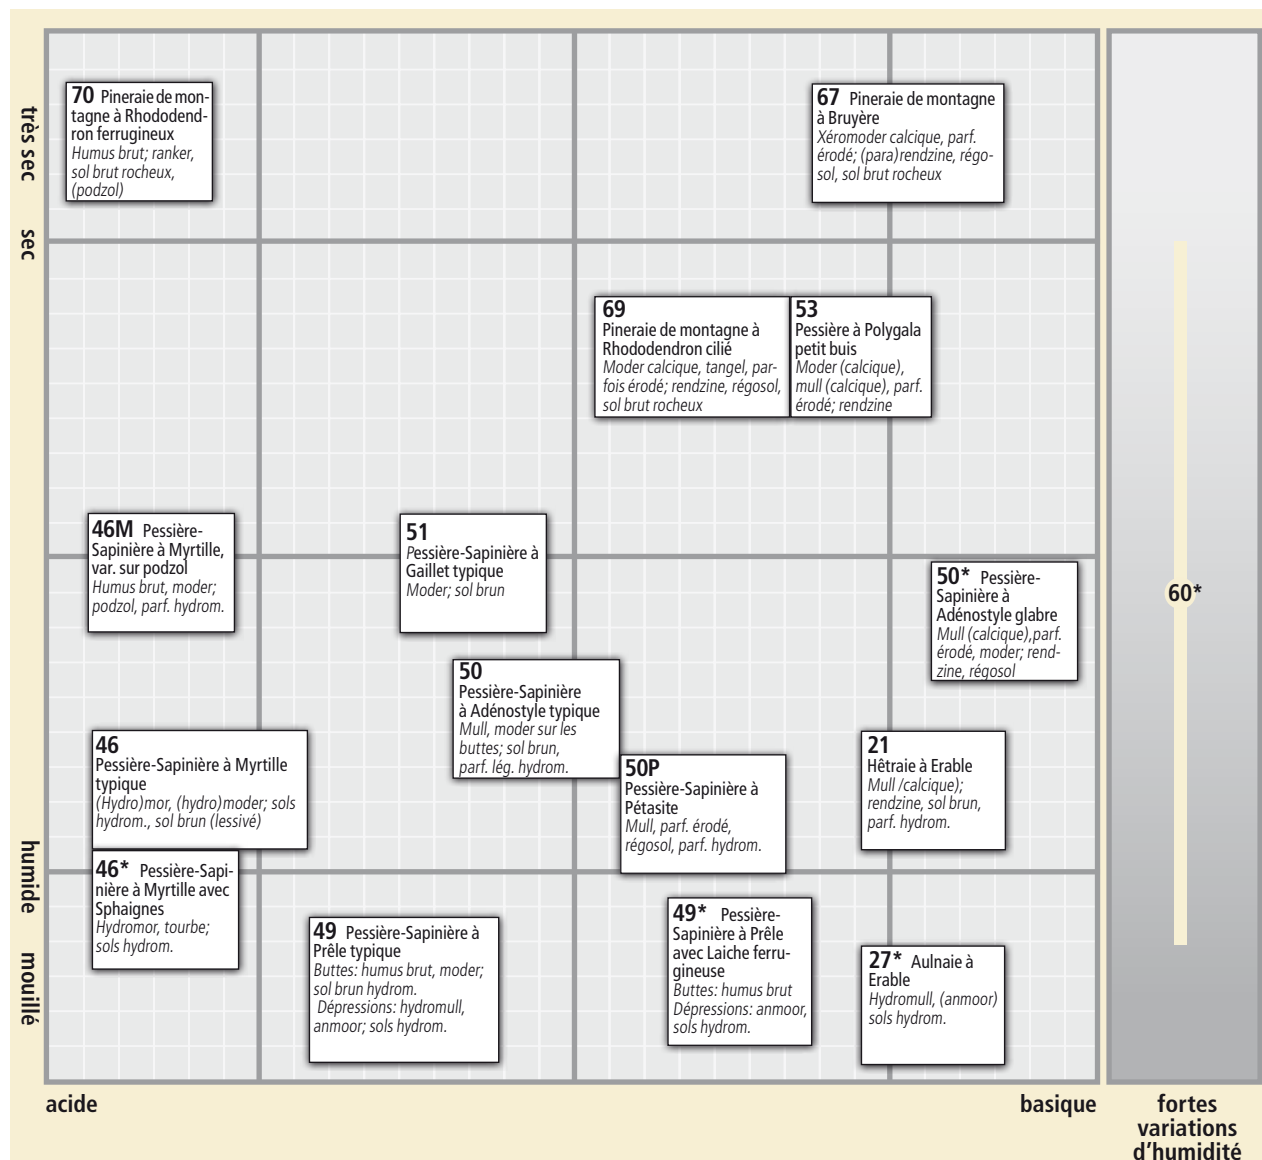 très sec
sec
humide
mouillé
70 Pineraie de mon-
tagne à Rhododend-
ron ferrugineux
Humus brut; ranker,
sol brut rocheux,
(podzol)
67 Pineraie de montagne
à Bruyère
Xéromoder calcique, parf.
érodé; (para)rendzine, régo-
sol, sol brut rocheux
69
Pineraie de montagne à
Rhododendron cilié
Moder calcique, tangel, par-
fois érodé; rendzine, régosol,
sol brut rocheux
53
Pessière à Polygala
petit buis
Moder (calcique),
mull (calcique), parf.
érodé; rendzine
46M Pessière-
Sapinière à Myrtille,
var. sur podzol
Humus brut, moder;
podzol, parf. hydrom.
51
Pessière-Sapinière à
Gaillet typique
Moder; sol brun
50* Pessière-
Sapinière à
Adénostyle glabre
Mull (calcique),parf.
érodé, moder; rend-
zine, régosol
60*
50
Pessière-Sapinière
à Adénostyle typique
Mull, moder sur les
buttes; sol brun,
parf. lég. hydrom.
46
Pessière-Sapinière à Myrtille
typique
(Hydro)mor, (hydro)moder; sols
hydrom., sol brun (lessivé)
50P
Pessière-Sapinière à
Pétasite
Mull, parf. érodé,
régosol, parf. hydrom.
21
Hêtraie à Erable
Mull /calcique);
rendzine, sol brun,
parf. hydrom.
46* Pessière-Sapi-
nière à Myrtille avec
Sphaignes
Hydromor, tourbe;
sols hydrom.
49 Pessière-Sapinière à
Prêle typique
Buttes: humus brut, moder;
sol brun hydrom.
Dépressions: hydromull,
anmoor; sols hydrom.
49* Pessière-
Sapinière à Prêle
avec Laiche ferru-
gineuse
Buttes: humus brut
Dépressions: anmoor,
sols hydrom.
27* Aulnaie à
Erable
Hydromull, (anmoor)
sols hydrom.
acide
basique
fortes
variations
d'humidité